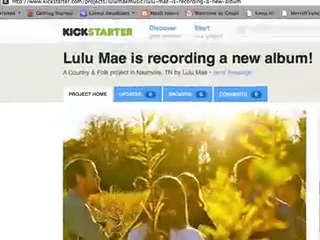 http://www.kickstarter.com/projects/lulumaemusic/lulu-mae-is-recording-a-new-album
Most Visited
Latest Headlines
Welcome to Gmail
KICKSTARTER
Discover
Start
Lulu Mae is recording a new album!
A Country & Folk project in Nashville, TN by Lulu Mae
send message
PROJECT HOME
UPDATES
BACKERS
COMMENTS